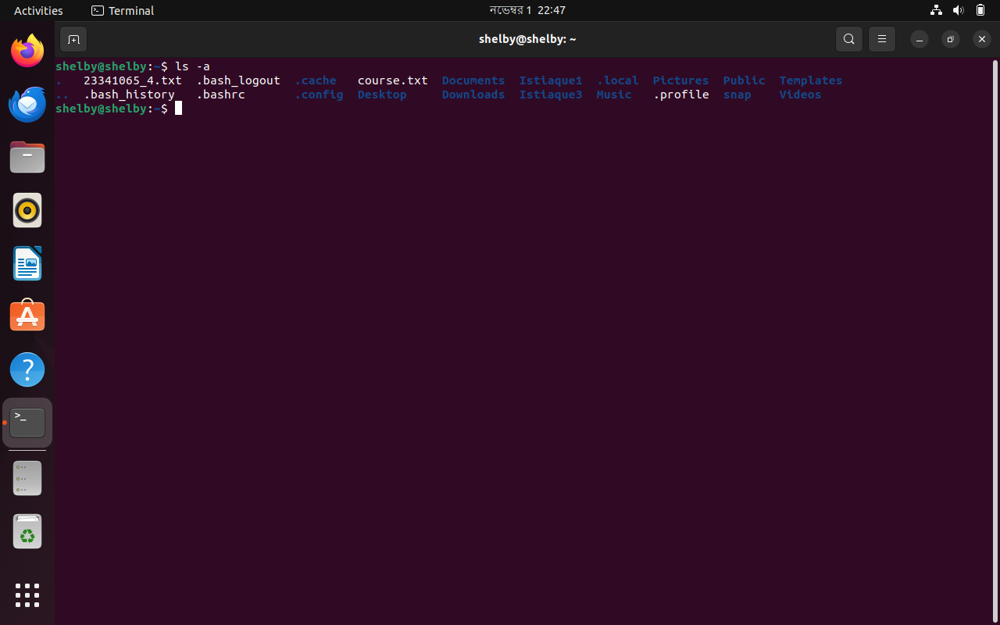 Activities Terminal নভেম্বর 1 22:47
shelby@shelby: ~
shelby@shelby:~$ ls -a
. 23341065_4.txt .bash_logout .cache course.txt Documents Istiaque1 .local Pictures Public Templates
.. .bash_history .bashrc .config Desktop Downloads Istiaque3 Music .profile snap Videos
shelby@shelby:~$